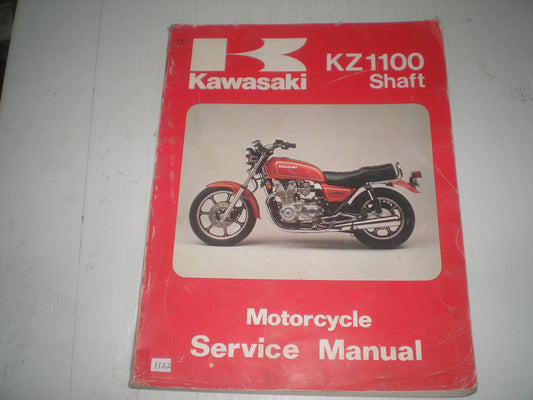 Kawasaki
KZ1100
Shaft
KAWASAKI
Motorcycle
Service Manual
1122